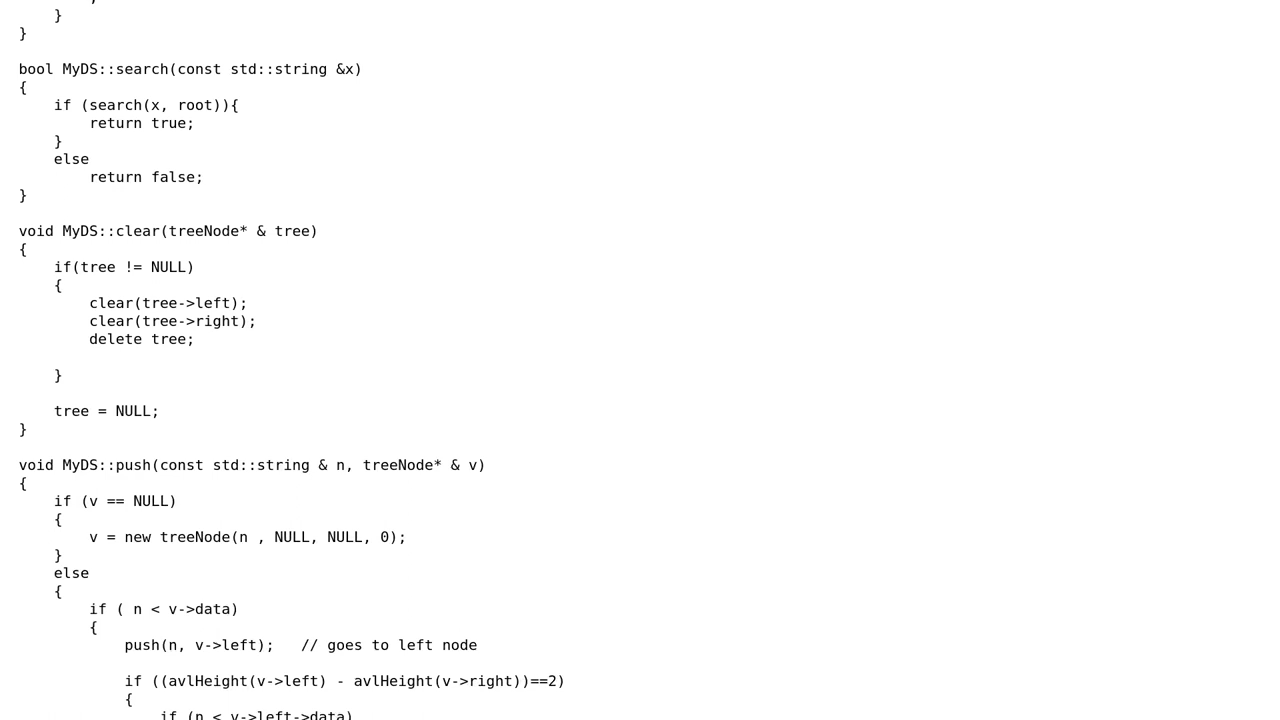 }
}

bool MyDS::search(const std::string &x)
{
    if (search(x, root)){
        return true;
    }
    else
        return false;
}

void MyDS::clear(treeNode* & tree)
{
    if(tree != NULL)
    {
        clear(tree->left);
        clear(tree->right);
        delete tree;

    }

    tree = NULL;
}

void MyDS::push(const std::string & n, treeNode* & v)
{
    if (v == NULL)
    {
        v = new treeNode(n , NULL, NULL, 0);
    }
    else
    {
        if ( n < v->data)
        {
            push(n, v->left);   // goes to left node

            if ((avlHeight(v->left) - avlHeight(v->right))==2)
            {
                if (n < v->left->data)